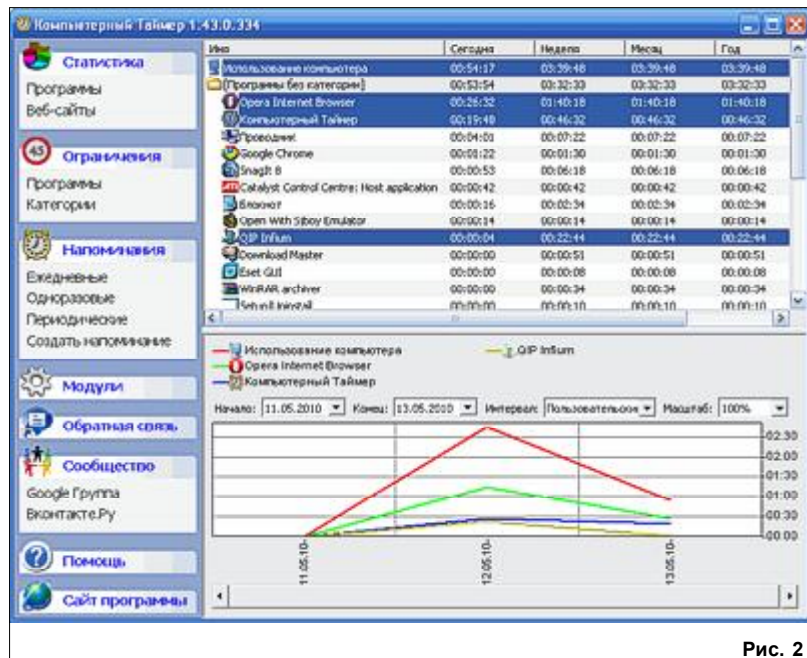 Компьютерный Таймер 1.43.0.334
Статистика
Программы
Веб-сайты
45
Ограничения
Программы
Категории
Напоминания
Ежедневные
Одноразовые
Периодические
Создать напоминание
Модули
Обратная связь
Сообщество
Google Группа
Вконтакте.Ру
Помощь
Сайт программы
Имя Сегодня Неделя Месяц Год
Использование компьютера 00:54:17 03:39:48 03:39:48 03:39:48
[Программы без категории] 00:53:54 03:32:33 03:32:33 03:32:33
Opera Internet Browser 00:26:32 01:40:18 01:40:18 01:40:18
Компьютерный Таймер 00:19:48 00:46:32 00:46:32 00:46:32
Проводник 00:04:01 00:07:22 00:07:22 00:07:22
Google Chrome 00:01:22 00:01:30 00:01:30 00:01:30
SnagIt 8 00:00:53 00:06:18 00:06:18 00:06:18
Catalyst Control Centre: Host application 00:00:42 00:00:42 00:00:42 00:00:42
Блокнот 00:00:16 00:02:34 00:02:34 00:02:34
Open With Siboy Emulator 00:00:14 00:00:14 00:00:14 00:00:14
QIP Infium 00:00:04 00:22:44 00:22:44 00:22:44
Download Master 00:00:00 00:00:51 00:00:51 00:00:51
Eset GUI 00:00:00 00:00:08 00:00:08 00:00:08
WinRAR archiver 00:00:00 00:00:34 00:00:34 00:00:34
00:00:00 00:00:10 00:00:10 00:00:10
Использование компьютера QIP Infium
Opera Internet Browser
Компьютерный Таймер
Начало: 11.05.2010 Конец: 13.05.2010 Интервал: Масштаб: 100%
02:30
02:00
01:30
01:00
00:30
00:00
11.05.10 12.05.10 13.05.10
Рис. 2